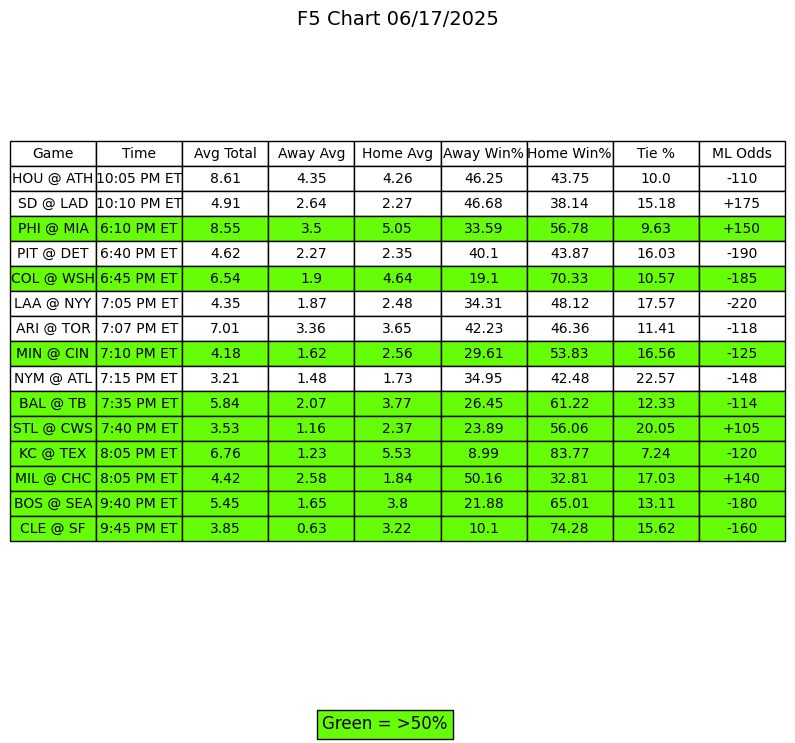 F5 Chart 06/17/2025
Game Time Avg Total Away Avg Home Avg Away Win% Home Win% Tie % ML Odds
HOU @ ATH 10:05 PM ET 8.61 4.35 4.26 46.25 43.75 10.0 -110
SD @ LAD 10:10 PM ET 4.91 2.64 2.27 46.68 38.14 15.18 +175
PHI @ MIA 6:10 PM ET 8.55 3.5 5.05 33.59 56.78 9.63 +150
PIT @ DET 6:40 PM ET 4.62 2.27 2.35 40.1 43.87 16.03 -190
COL @ WSH 6:45 PM ET 6.54 1.9 4.64 19.1 70.33 10.57 -185
LAA @ NYY 7:05 PM ET 4.35 1.87 2.48 34.31 48.12 17.57 -220
ARI @ TOR 7:07 PM ET 7.01 3.36 3.65 42.23 46.36 11.41 -118
MIN @ CIN 7:10 PM ET 4.18 1.62 2.56 29.61 53.83 16.56 -125
NYM @ ATL 7:15 PM ET 3.21 1.48 1.73 34.95 42.48 22.57 -148
BAL @ TB 7:35 PM ET 5.84 2.07 3.77 26.45 61.22 12.33 -114
STL @ CWS 7:40 PM ET 3.53 1.16 2.37 23.89 56.06 20.05 +105
KC @ TEX 8:05 PM ET 6.76 1.23 5.53 8.99 83.77 7.24 -120
MIL @ CHC 8:05 PM ET 4.42 2.58 1.84 50.16 32.81 17.03 +140
BOS @ SEA 9:40 PM ET 5.45 1.65 3.8 21.88 65.01 13.11 -180
CLE @ SF 9:45 PM ET 3.85 0.63 3.22 10.1 74.28 15.62 -160
Green = >50%